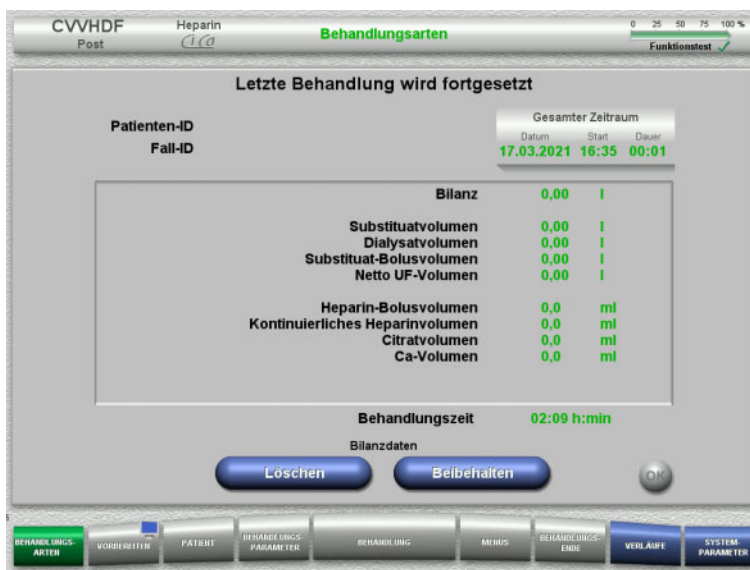 CVVHDF
Post
Heparin
Ci Ca
Behandlungsarten
0 25 50 75 100 %
Funktionstest
Letzte Behandlung wird fortgesetzt
Patienten-ID
Fall-ID
Gesamter Zeitraum
Datum Start Dauer
17.03.2021 16:35 00:01
Bilanz 0,00 l
Substituatvolumen 0,00 l
Dialysatvolumen 0,00 l
Substituat-Bolusvolumen 0,00 l
Netto UF-Volumen 0,00 l
Heparin-Bolusvolumen 0,0 ml
Kontinuierliches Heparinvolumen 0,0 ml
Citratvolumen 0,0 ml
Ca-Volumen 0,0 ml
Behandlungszeit 02:09 h:min
Bilanzdaten
Löschen Beibehalten OK
BEHANDLUNGS-
ARTEN
VORBEREITEN
PATIENT
BEHANDLUNGS-
PARAMETER
BEHANDLUNG
MENÜS
BEHANDLUNGS-
ENDE
VERLÄUFE
SYSTEM-
PARAMETER